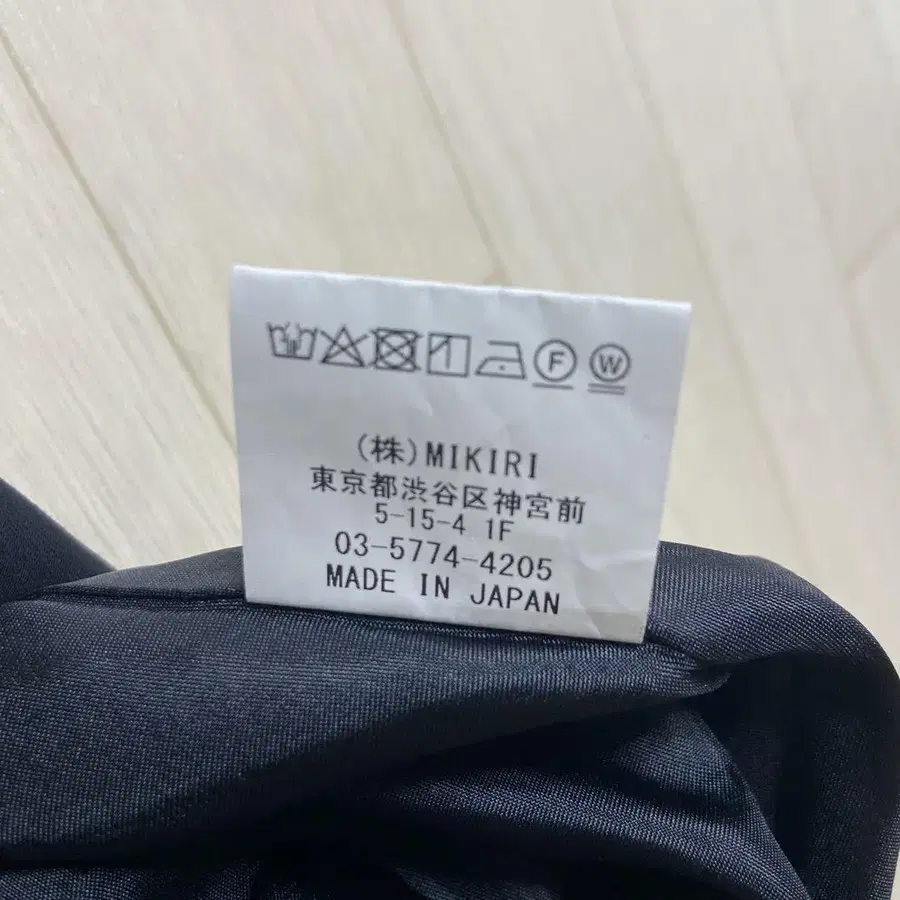 F W
(株)MIKIRI
東京都渋谷区神宮前
5-15-4 1F
03-5774-4205
MADE IN JAPAN